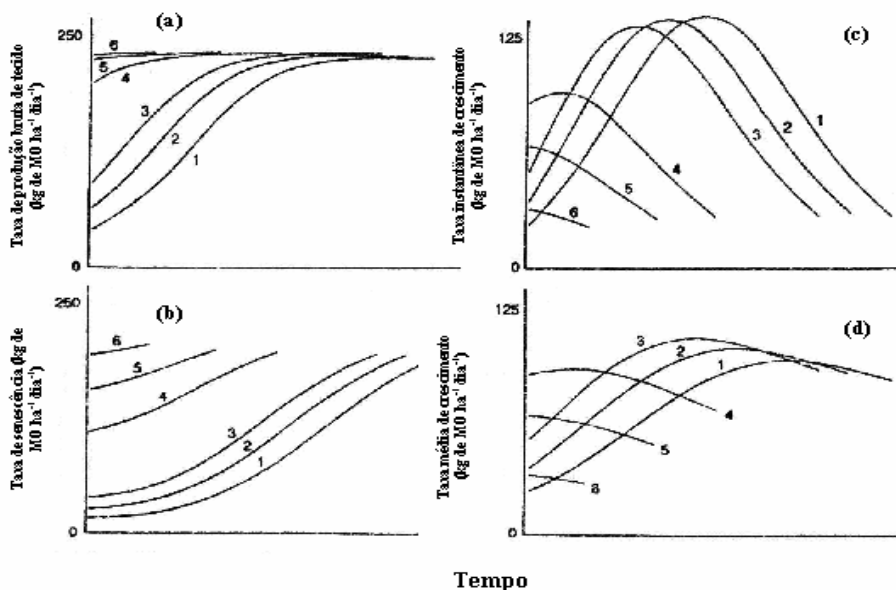 (a)
250
Taxa de produção bruta de tecido
(kg de MO ha⁻¹ dia⁻¹)
6
5
4
3
2
1
0
(c)
125
Taxa instantânea de crescimento
(kg de MO ha⁻¹ dia⁻¹)
1
2
3
4
5
6
0
(b)
250
Taxa de senescência (kg de
MO ha⁻¹ dia⁻¹)
6
5
4
3
2
1
0
(d)
125
Taxa média de crescimento
(kg de MO ha⁻¹ dia⁻¹)
3
2
1
4
5
6
0
Tempo